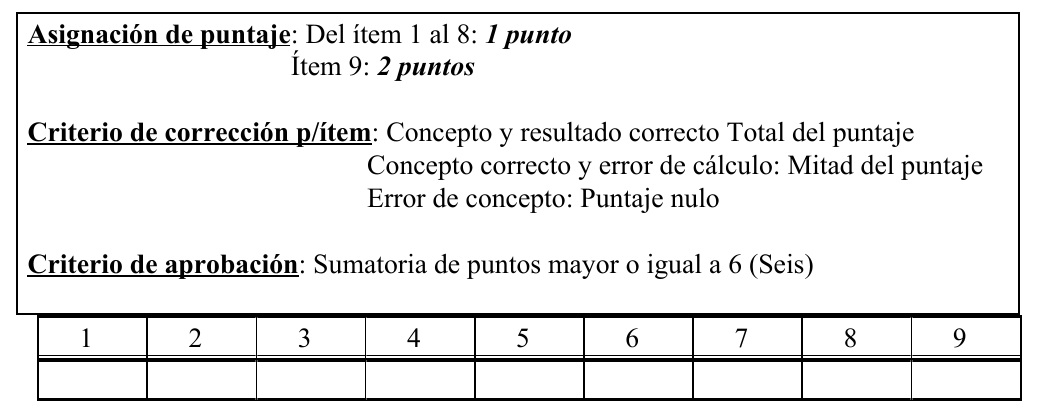 Asignación de puntaje: Del ítem 1 al 8: 1 punto
Ítem 9: 2 puntos
Criterio de corrección p/ítem: Concepto y resultado correcto Total del puntaje
Concepto correcto y error de cálculo: Mitad del puntaje
Error de concepto: Puntaje nulo
Criterio de aprobación: Sumatoria de puntos mayor o igual a 6 (Seis)
1 2 3 4 5 6 7 8 9